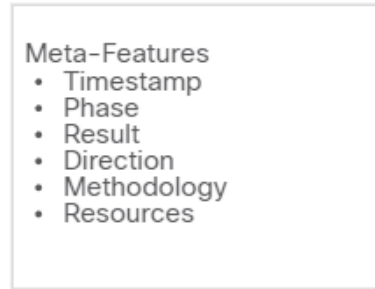 Meta-Features
• Timestamp
• Phase
• Result
• Direction
• Methodology
• Resources